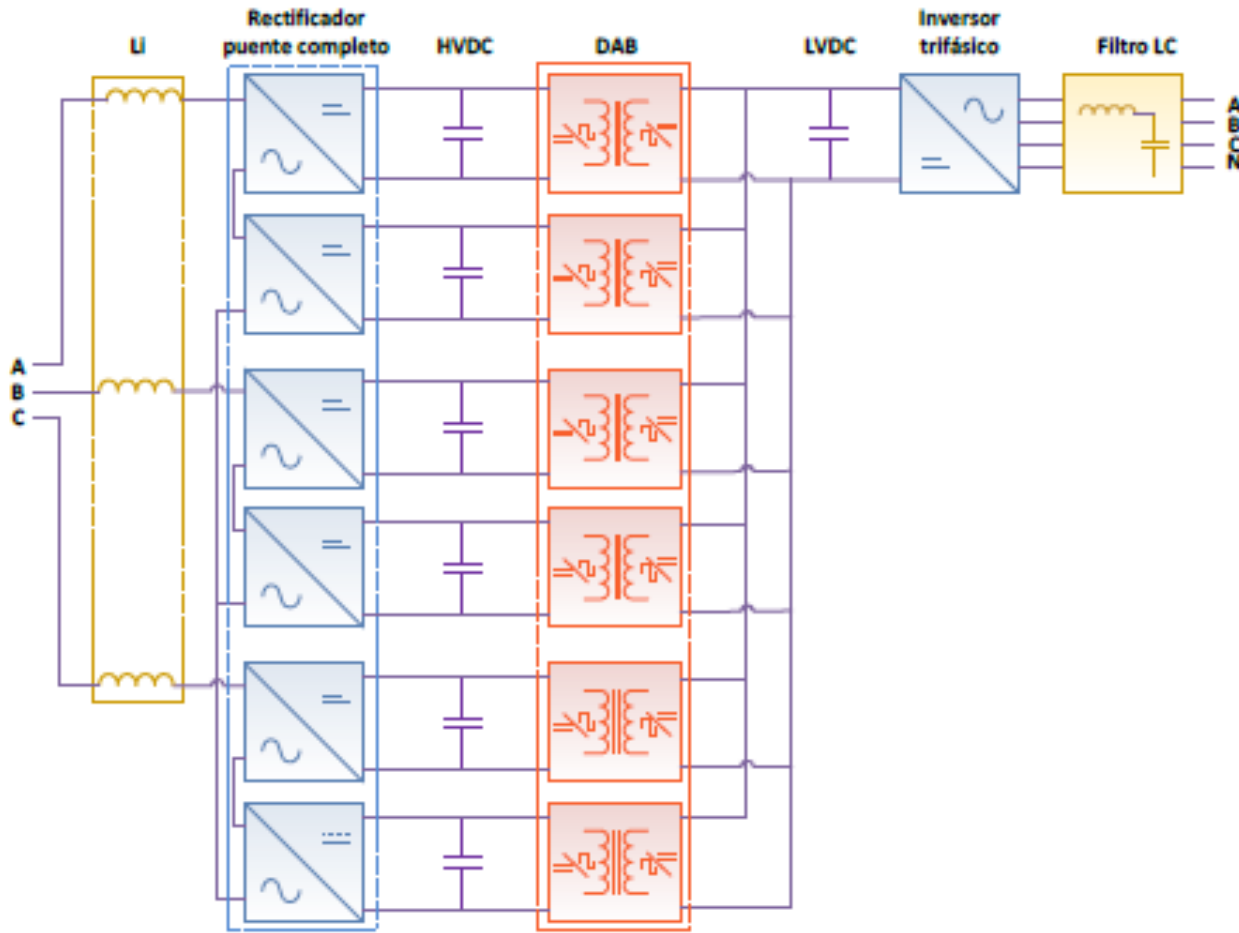 Li
Rectificador
puente completo
HVDC
DAB
LVDC
Inversor
trifásico
Filtro LC
A
B
C
N
A
B
C